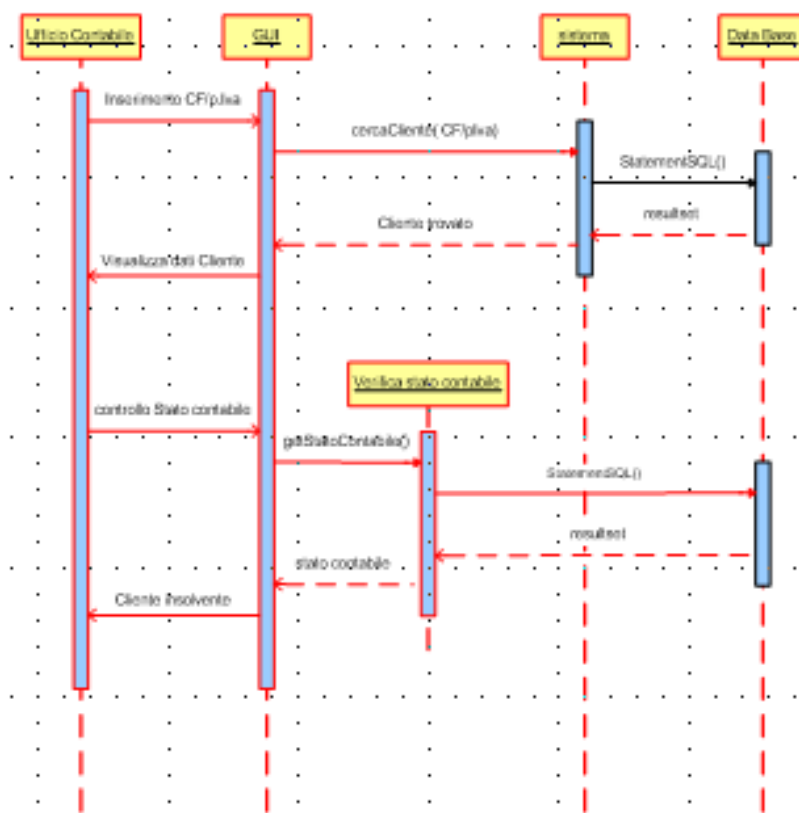 Ufficio Contabile
GUI
sistema
Data Base
Inserimento CF/p.Iva
cercaCliente( CF/pIva)
StatementSQL()
resultset
Cliente trovato
Visualizza dati Cliente
Verifica stato contabile
controllo Stato contabile
getStatoContabile()
StatementSQL()
resultset
stato contabile
Cliente insolvente